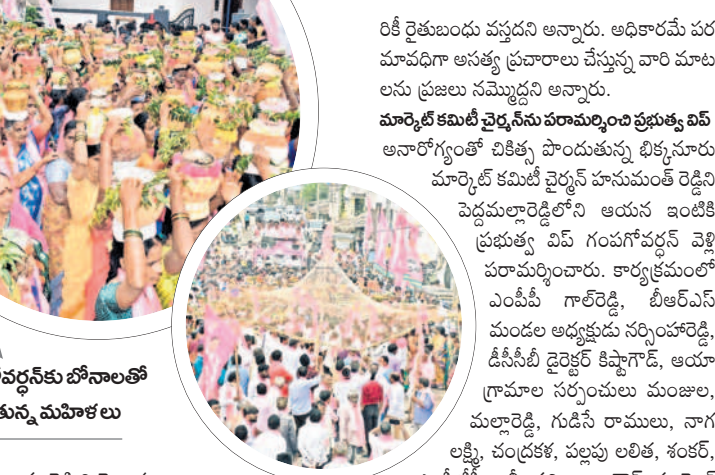 రికీ రైతుబంధు వస్తదని అన్నారు. అధికారమే పర
మావధిగా అసత్య ప్రచారాలు చేస్తున్న వారి మాట
లను ప్రజలు నమ్మొద్దని అన్నారు.
మార్కెట్ కమిటీ చైర్మన్‌ను పరామర్శించి ప్రభుత్వ విప్
అనారోగ్యంతో చికిత్స పొందుతున్న భిక్కనూరు
మార్కెట్ కమిటీ చైర్మన్ హనుమంత్ రెడ్డిని
పెద్దమల్లారెడ్డిలోని ఆయన ఇంటికి
ప్రభుత్వ విప్ గంపగోవర్ధన్ వెళ్లి
పరామర్శించారు. కార్యక్రమంలో
ఎంపీపీ గాల్‌రెడ్డి, బీఆర్ఎస్
మండల అధ్యక్షుడు నర్సింహారెడ్డి,
డీసీసీబీ డైరెక్టర్ కిష్టాగౌడ్, ఆయా
గ్రామాల సర్పంచులు మంజుల,
మల్లారెడ్డి, గుడిసె రాములు, నాగ
లక్ష్మి, చంద్రకళ, పల్లపు లలిత, శంకర్,
వర్ధన్‌కు బోనాలతో
తున్న మహిళలు